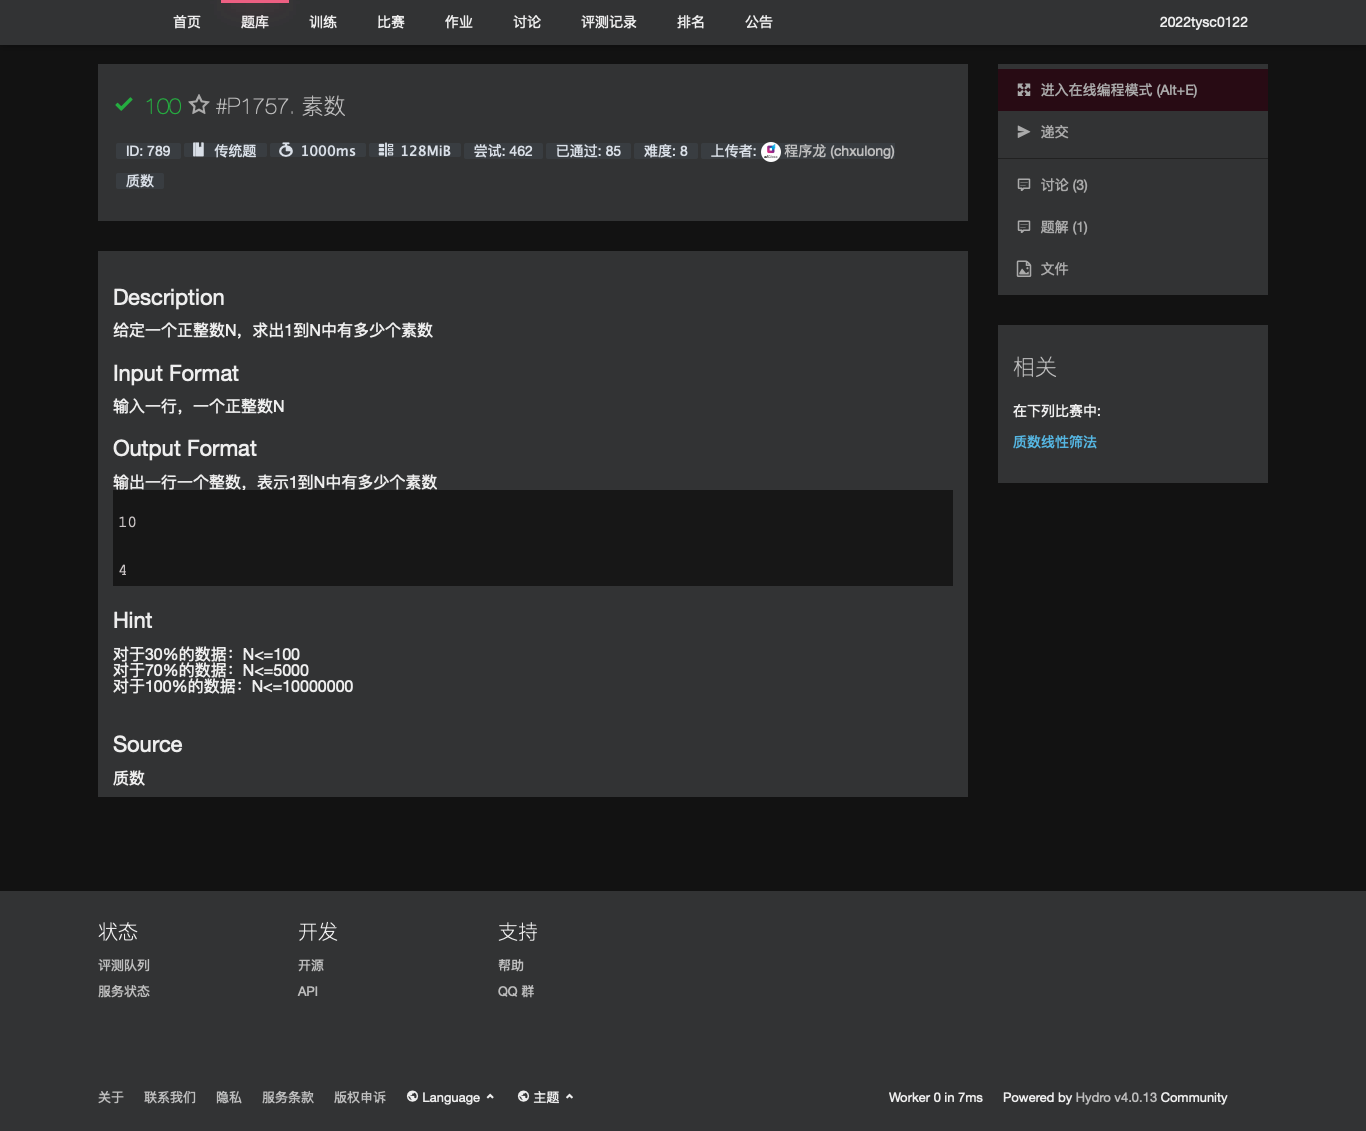 首页 题库 训练 比赛 作业 讨论 评测记录 排名 公告 2022tysc0122
100 #P1757. 素数
ID: 789 传统题 1000ms 128MiB 尝试: 462 已通过: 85 难度: 8 上传者: 程序龙 (chxulong)
质数
Description
给定一个正整数N，求出1到N中有多少个素数
Input Format
输入一行，一个正整数N
Output Format
输出一行一个整数，表示1到N中有多少个素数
10
4
Hint
对于30%的数据：N<=100
对于70%的数据：N<=5000
对于100%的数据：N<=10000000
Source
质数
进入在线编程模式 (Alt+E)
递交
讨论 (3)
题解 (1)
文件
相关
在下列比赛中:
质数线性筛法
状态 开发 支持
评测队列 开源 帮助
服务状态 API QQ 群
关于 联系我们 隐私 服务条款 版权申诉 Language 主题 Worker 0 in 7ms Powered by Hydro v4.0.13 Community